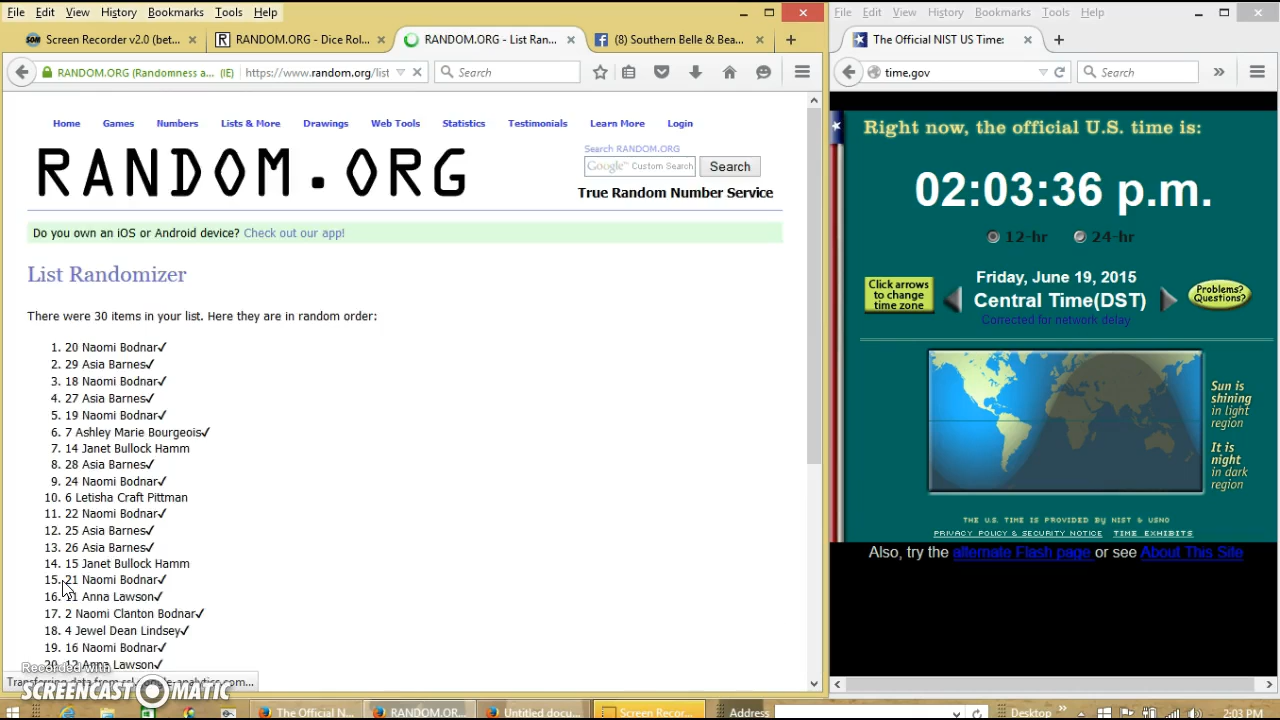 File Edit View History Bookmarks Tools Help
Screen Recorder v2.0 (bet... × RANDOM.ORG - Dice Rol... × RANDOM.ORG - List Ran... × (8) Southern Belle & Bea... ×
RANDOM.ORG (Randomness a... (IE) https://www.random.org/list Search
Home Games Numbers Lists & More Drawings Web Tools Statistics Testimonials Learn More Login
Search RANDOM.ORG
RANDOM.ORG
Google™ Custom Search Search
True Random Number Service
Do you own an iOS or Android device? Check out our app!
List Randomizer
There were 30 items in your list. Here they are in random order:
1. 20 Naomi Bodnar✓
2. 29 Asia Barnes✓
3. 18 Naomi Bodnar✓
4. 27 Asia Barnes✓
5. 19 Naomi Bodnar✓
6. 7 Ashley Marie Bourgeois✓
7. 14 Janet Bullock Hamm
8. 28 Asia Barnes✓
9. 24 Naomi Bodnar✓
10. 6 Letisha Craft Pittman
11. 22 Naomi Bodnar✓
12. 25 Asia Barnes✓
13. 26 Asia Barnes✓
14. 15 Janet Bullock Hamm
15. 21 Naomi Bodnar✓
16. 11 Anna Lawson✓
17. 2 Naomi Clanton Bodnar✓
18. 4 Jewel Dean Lindsey✓
19. 16 Naomi Bodnar✓
20. 12 Anna Lawson✓
Recorded with
SCREENCAST-O-MATIC
File Edit View History Bookmarks Tools Help
The Official NIST US Time: ×
time.gov Search
Right now, the official U.S. time is:
02:03:36 p.m.
12-hr 24-hr
Click arrows to change time zone
Friday, June 19, 2015
Central Time(DST)
Corrected for network delay
Problems? Questions?
Sun is
shining
in light
region
It is
night
in dark
region
THE U.S. TIME IS PROVIDED BY NIST & USNO
PRIVACY POLICY & SECURITY NOTICE TIME EXHIBITS
Also, try the alternate Flash page or see About This Site
The Official N... RANDOM.OR... Untitled docu... Screen Recor... Address Desktop 2:03 PM